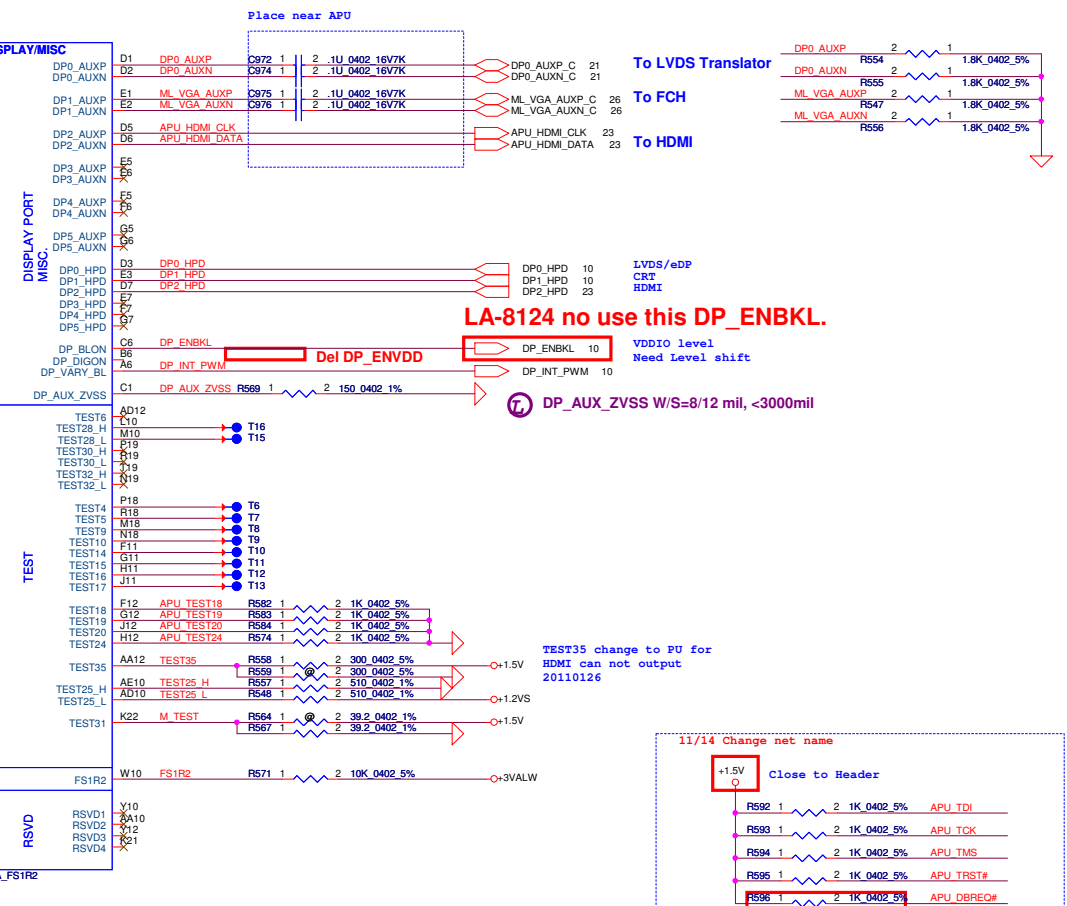 Place near APU
SPLAY/MISC
DP0_AUXP D1 DP0_AUXP C972 1 2 .1U_0402_16V7K DP0_AUXP_C 21
DP0_AUXN D2 DP0_AUXN C974 1 2 .1U_0402_16V7K DP0_AUXN_C 21
To LVDS Translator
DP1_AUXP E1 ML_VGA_AUXP C975 1 2 .1U_0402_16V7K ML_VGA_AUXP_C 26
DP1_AUXN E2 ML_VGA_AUXN C976 1 2 .1U_0402_16V7K ML_VGA_AUXN_C 26
To FCH
DP2_AUXP D5 APU_HDMI_CLK APU_HDMI_CLK 23
DP2_AUXN D6 APU_HDMI_DATA APU_HDMI_DATA 23
To HDMI
DP0_AUXP 2 1
R554 1.8K_0402_5%
DP0_AUXN 2 1
R555 1.8K_0402_5%
ML_VGA_AUXP 2 1
R547 1.8K_0402_5%
ML_VGA_AUXN 2 1
R556 1.8K_0402_5%
DP3_AUXP E5
DP3_AUXN E6
DP4_AUXP F5
DP4_AUXN F6
DP5_AUXP G5
DP5_AUXN G6
DISPLAY PORT
MISC.
DP0_HPD D3 DP0_HPD DP0_HPD 10 LVDS/eDP
DP1_HPD E3 DP1_HPD DP1_HPD 10 CRT
DP2_HPD D7 DP2_HPD DP2_HPD 23 HDMI
DP3_HPD E7
DP4_HPD F7
DP5_HPD G7
LA-8124 no use this DP_ENBKL.
DP_BLON C6 DP_ENBKL DP_ENBKL 10 VDDIO level
DP_DIGON B6 Del DP_ENVDD Need Level shift
DP_VARY_BL A6 DP_INT_PWM DP_INT_PWM 10
DP_AUX_ZVSS C1 DP_AUX_ZVSS R569 1 2 150_0402_1%
DP_AUX_ZVSS W/S=8/12 mil, <3000mil
TEST6 AD12
TEST28_H L10 T16
TEST28_L M10 T15
TEST30_H P19
TEST30_L R19
TEST32_H T19
TEST32_L N19
TEST4 P18 T6
TEST5 R18 T7
TEST9 M18 T8
TEST10 N18 T9
TEST14 F11 T10
TEST15 G11 T11
TEST16 H11 T12
TEST17 J11 T13
TEST
TEST18 F12 APU_TEST18 R582 1 2 1K_0402_5%
TEST19 G12 APU_TEST19 R583 1 2 1K_0402_5%
TEST20 J12 APU_TEST20 R584 1 2 1K_0402_5%
TEST24 H12 APU_TEST24 R574 1 2 1K_0402_5%
TEST35 AA12 TEST35 R558 1 2 300_0402_5% +1.5V
R559 1 @ 2 300_0402_5%
TEST25_H AE10 TEST25_H R557 1 2 510_0402_1%
TEST25_L AD10 TEST25_L R548 1 2 510_0402_1% +1.2VS
TEST31 K22 M_TEST R564 1 @ 2 39.2_0402_1% +1.5V
R567 1 2 39.2_0402_1%
TEST35 change to PU for
HDMI can not output
20110126
FS1R2 W10 FS1R2 R571 1 2 10K_0402_5% +3VALW
RSVD
RSVD1 Y10
RSVD2 AA10
RSVD3 Y12
RSVD4 K21
_FS1R2
11/14 Change net name
+1.5V Close to Header
R592 1 2 1K_0402_5% APU_TDI
R593 1 2 1K_0402_5% APU_TCK
R594 1 2 1K_0402_5% APU_TMS
R595 1 2 1K_0402_5% APU_TRST#
R596 1 2 1K_0402_5% APU_DBREQ#